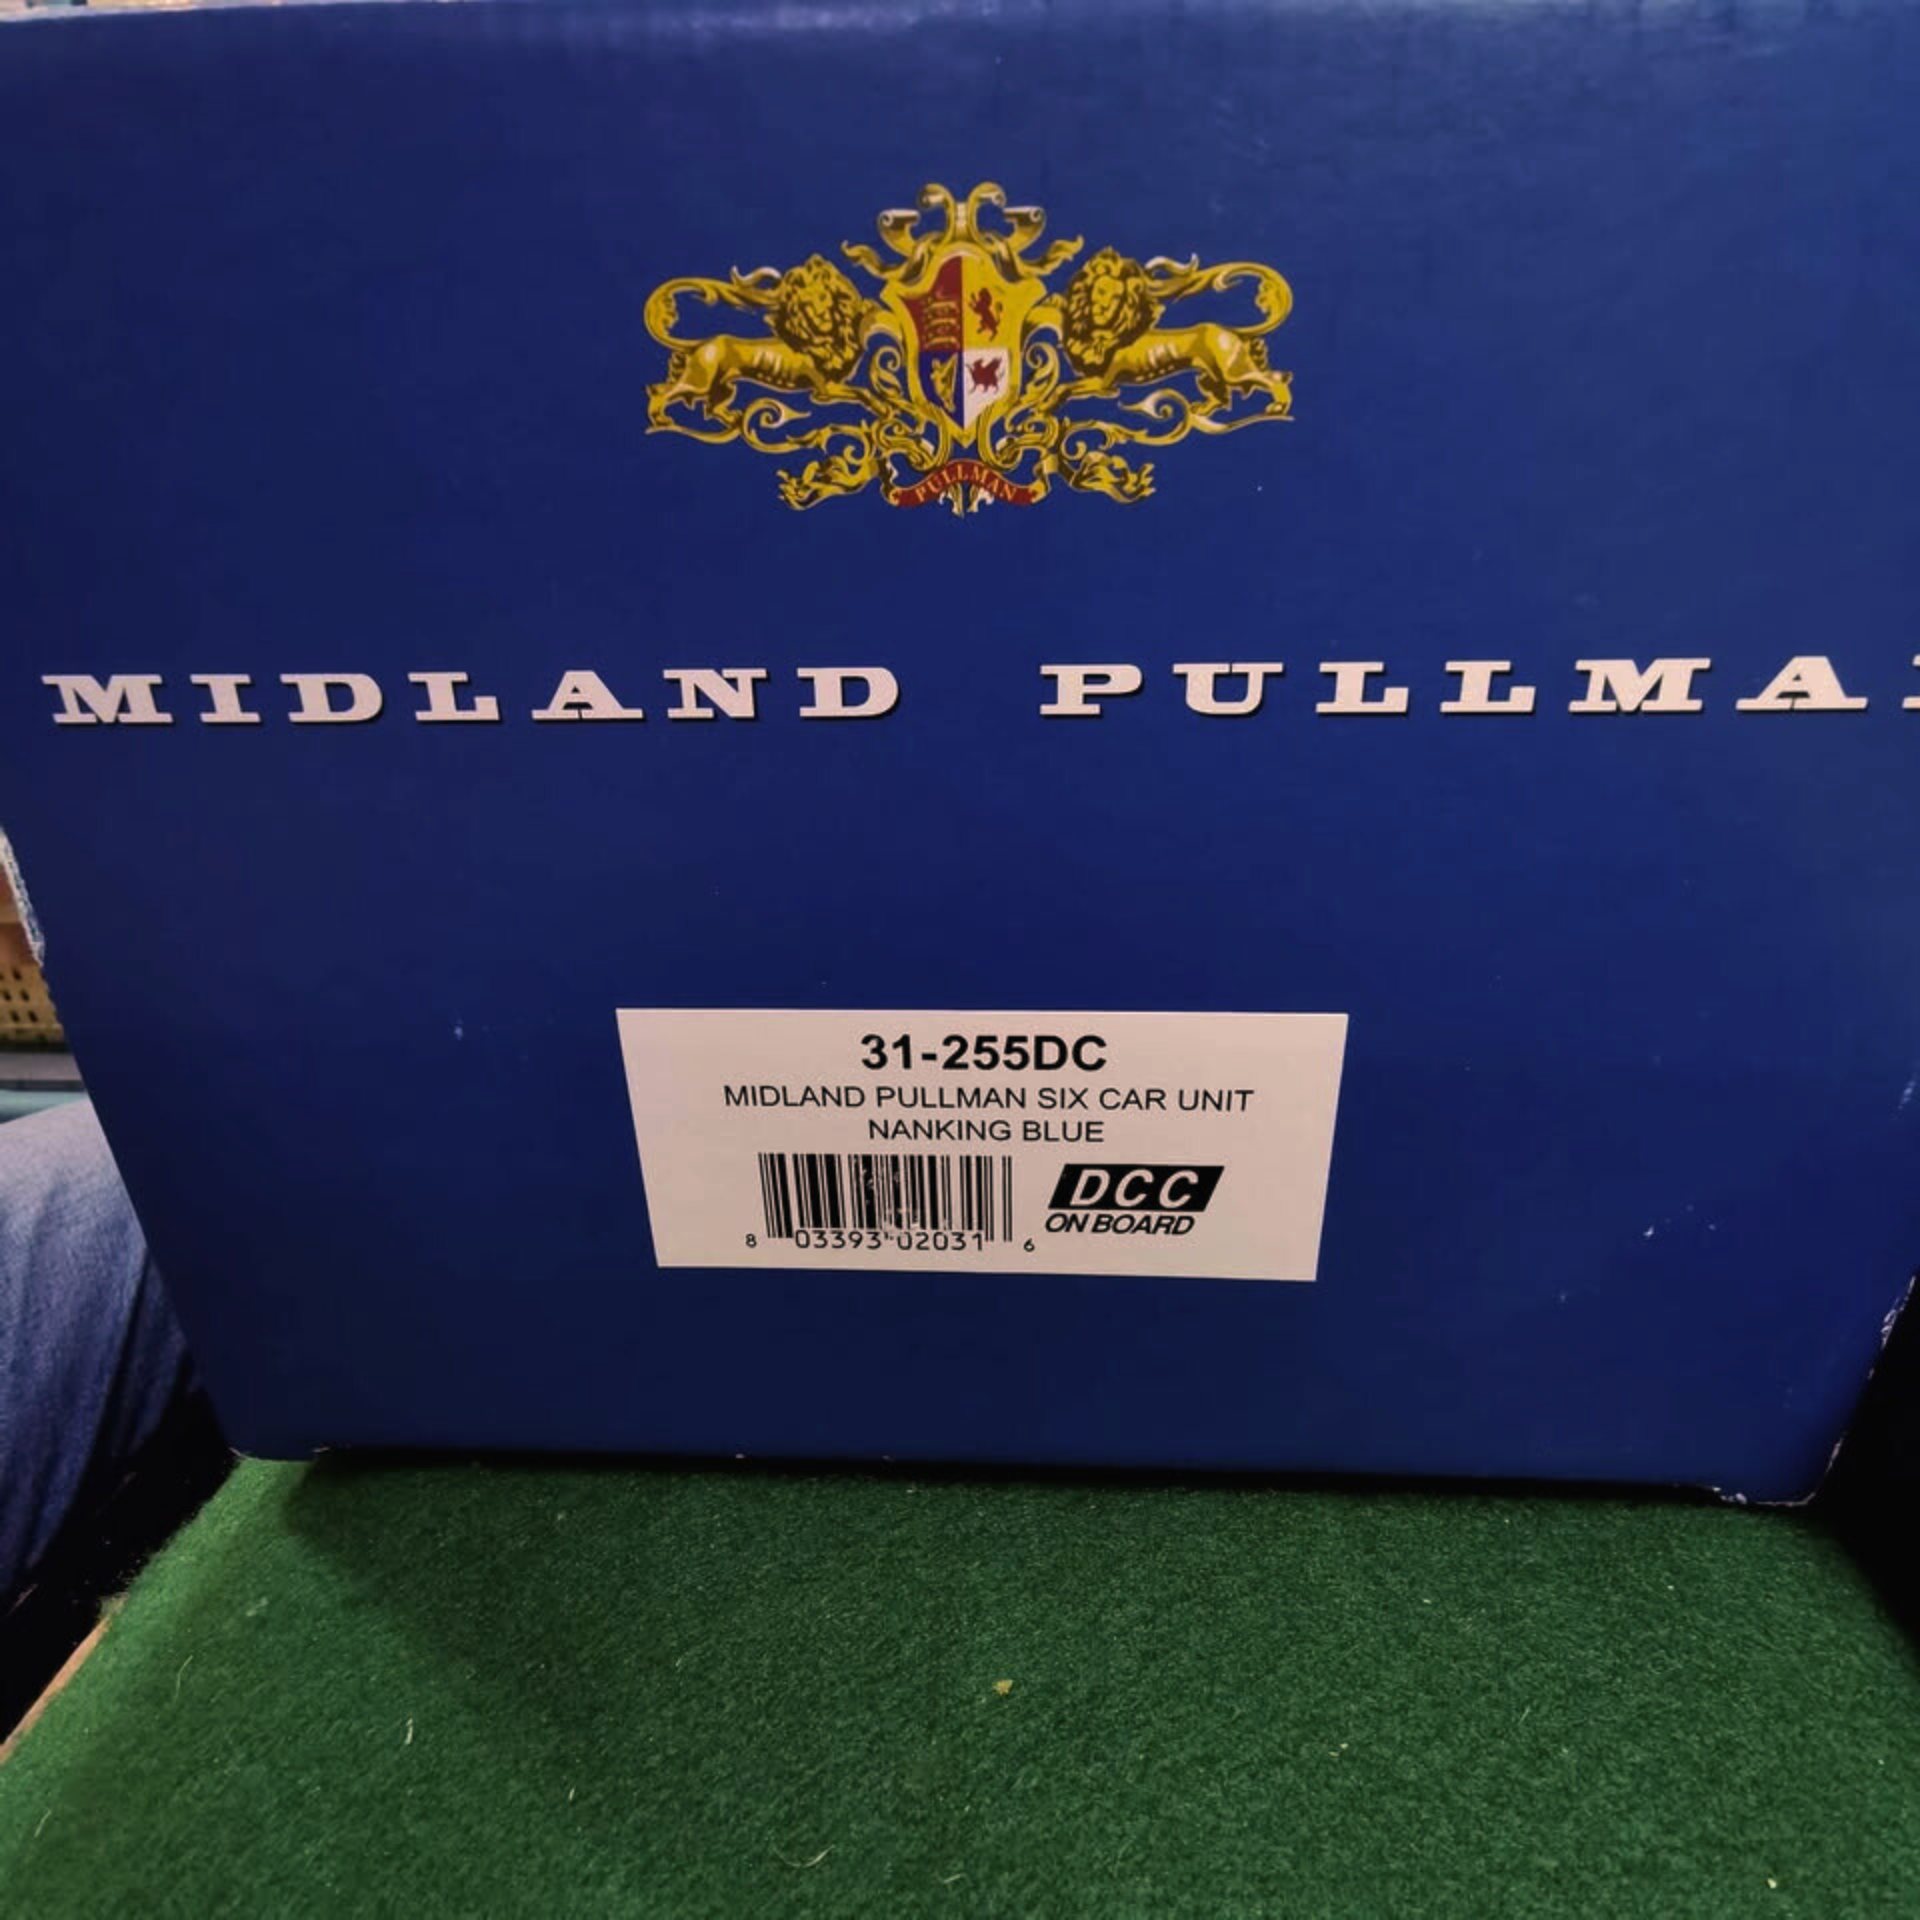 PULLMAN
MIDLAND PULLMA
31-255DC
MIDLAND PULLMAN SIX CAR UNIT
NANKING BLUE
DCC
ON BOARD
8 03393 02031 6